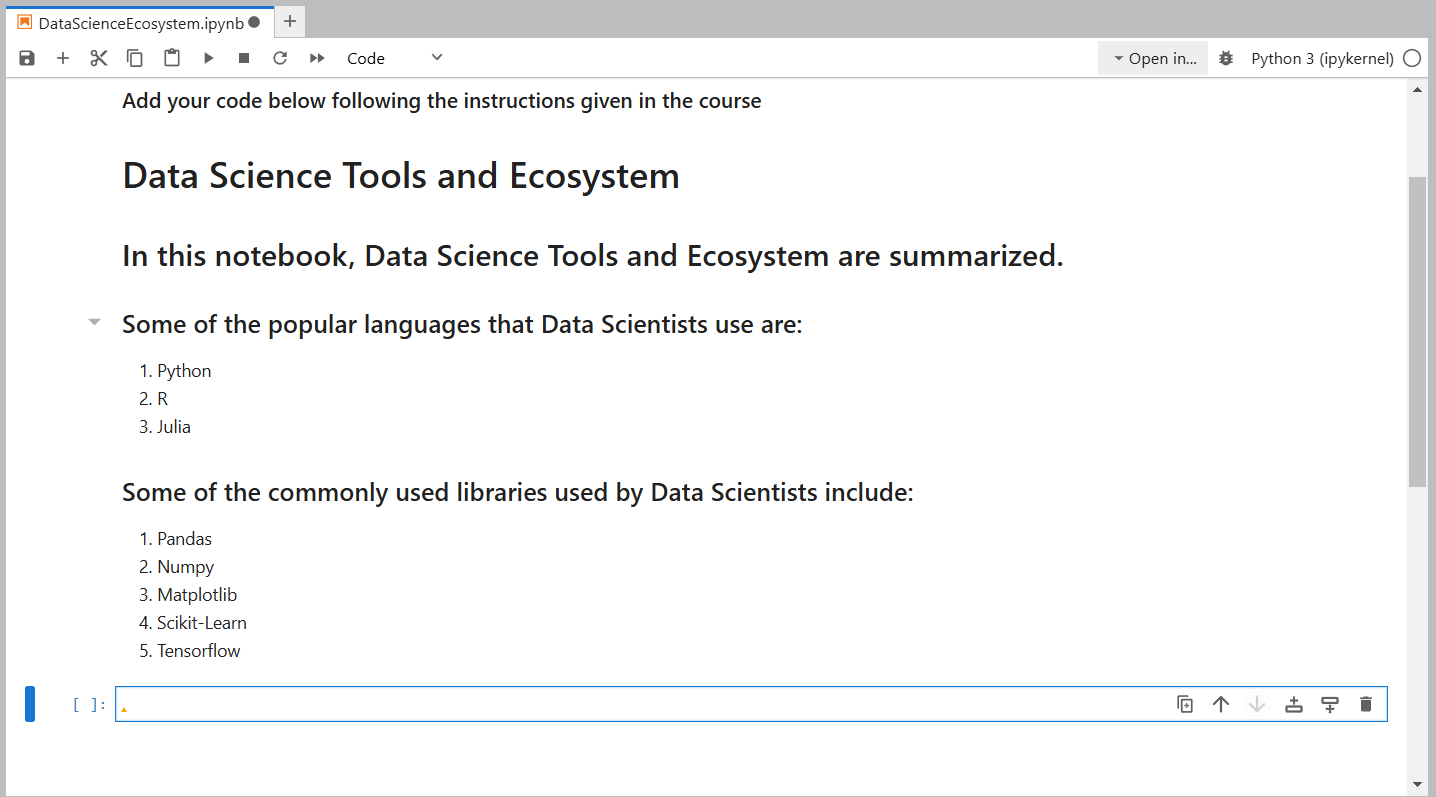 DataScienceEcosystem.ipynb
Code
Open in...
Python 3 (ipykernel)
Add your code below following the instructions given in the course
Data Science Tools and Ecosystem
In this notebook, Data Science Tools and Ecosystem are summarized.
Some of the popular languages that Data Scientists use are:
1. Python
2. R
3. Julia
Some of the commonly used libraries used by Data Scientists include:
1. Pandas
2. Numpy
3. Matplotlib
4. Scikit-Learn
5. Tensorflow
[ ]: